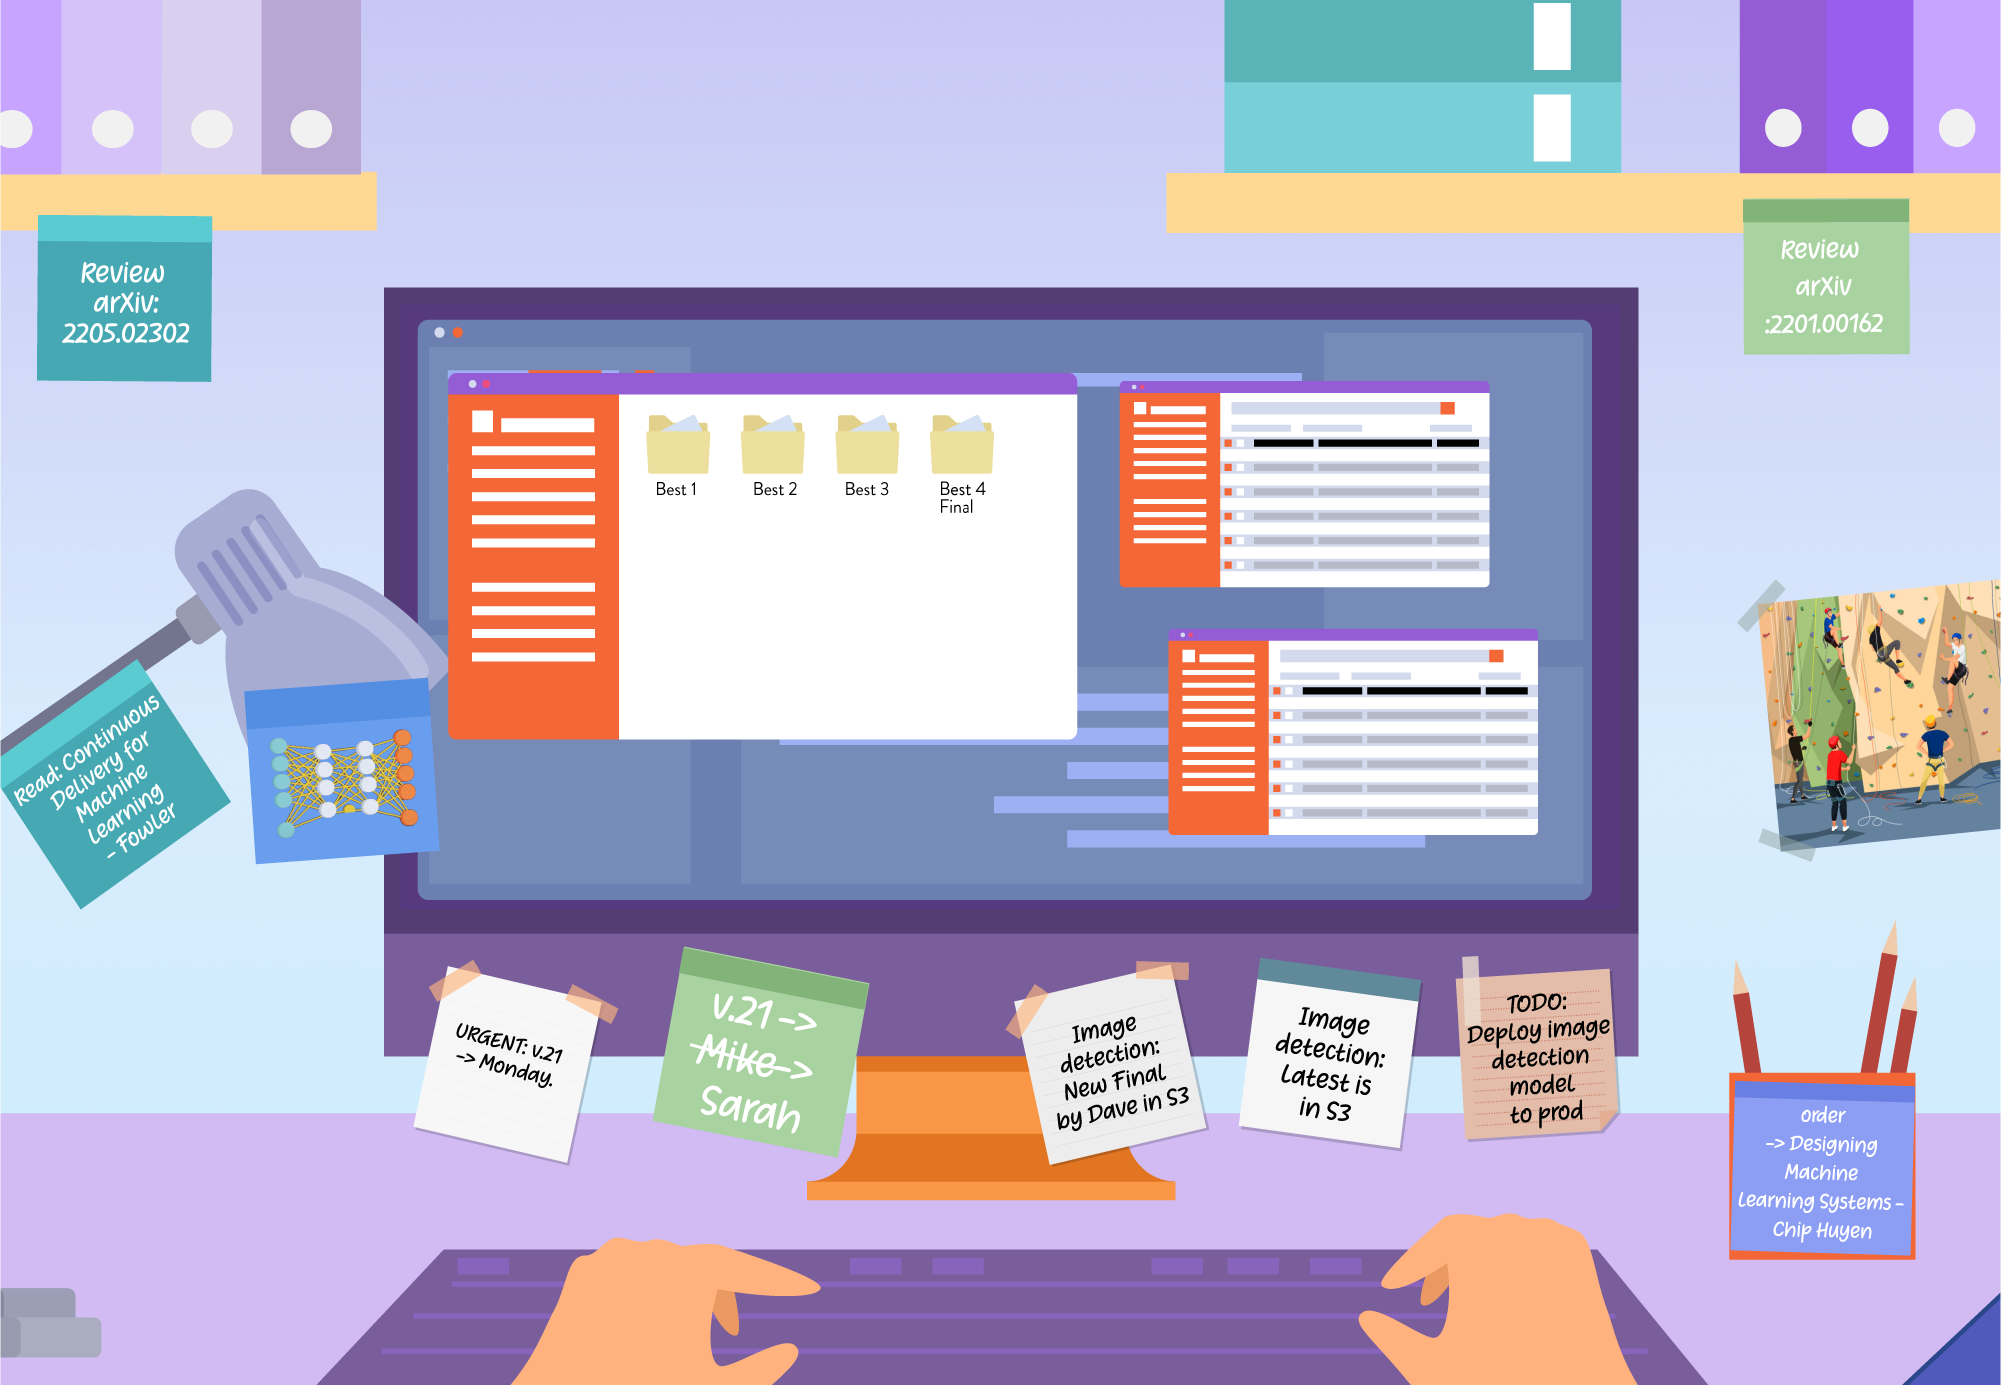 Review
arXiv:
2205.02302
Review
arXiv
:2201.00162
Best 1
Best 2
Best 3
Best 4
Final
Read: Continuous
Delivery for
Machine
Learning
- Fowler
URGENT: v.21
-> Monday.
v.21 ->
Mike ->
Sarah
Image
detection:
New Final
by Dave in S3
Image
detection:
Latest is
in S3
TODO:
Deploy image
detection
model
to prod
order
-> Designing
Machine
Learning Systems -
Chip Huyen